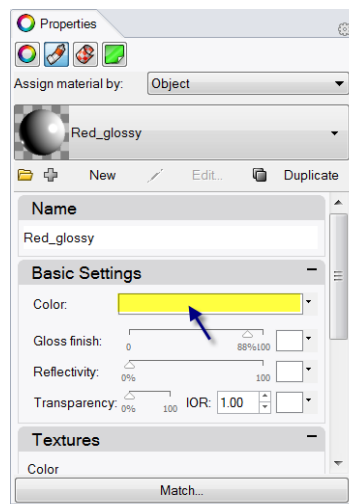 Properties
Assign material by: Object
Red_glossy
New Edit... Duplicate
Name
Red_glossy
Basic Settings
Color:
Gloss finish: 0 88% 100
Reflectivity: 0% 100
Transparency: 0% 100 IOR: 1.00
Textures
Color
Match...